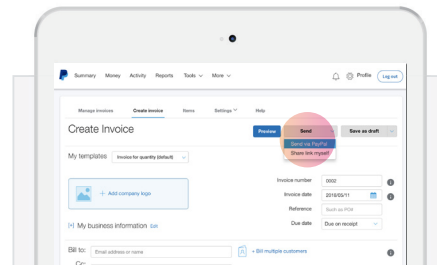 Summary Money Activity Reports Tools More Profile Log out
Manage invoices Create invoice Items Settings Help
Create Invoice Preview Send Save as draft
Send via PayPal
Share link myself
My templates Invoice for quantity (default)
Invoice number 0002
+ Add company logo
Invoice date 2018/05/11
Reference Such as PO#
[+] My business information Edit Due date Due on receipt
Bill to: Email address or name + Bill multiple customers
Cc: